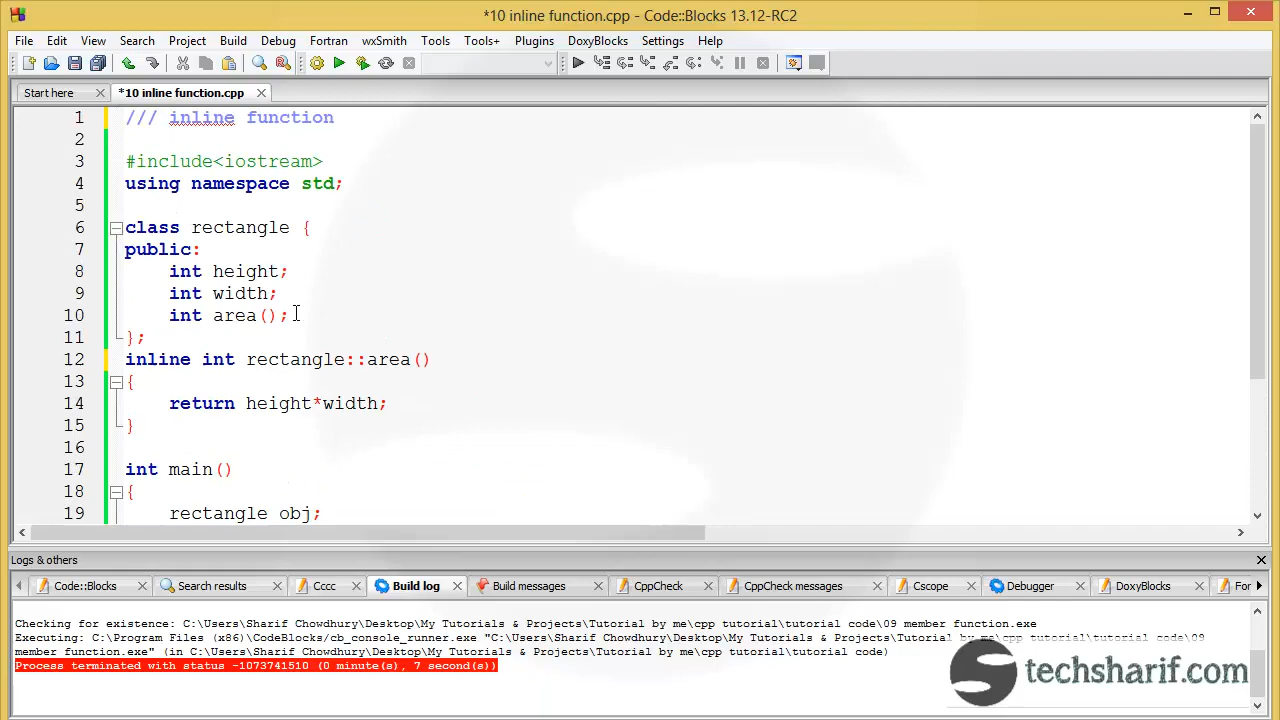 *10 inline function.cpp - Code::Blocks 13.12-RC2
File Edit View Search Project Build Debug Fortran wxSmith Tools Tools+ Plugins DoxyBlocks Settings Help
Start here *10 inline function.cpp
1 /// inline function
2
3 #include<iostream>
4 using namespace std;
5
6 class rectangle {
7 public:
8 int height;
9 int width;
10 int area();
11 };
12 inline int rectangle::area()
13 {
14 return height*width;
15 }
16
17 int main()
18 {
19 rectangle obj;
Logs & others
Code::Blocks Search results Cccc Build log Build messages CppCheck CppCheck messages Cscope Debugger DoxyBlocks For
Checking for existence: C:\Users\Sharif Chowdhury\Desktop\My Tutorials & Projects\Tutorial by me\cpp tutorial\tutorial code\09 member function.exe
Executing: C:\Program Files (x86)\CodeBlocks/cb_console_runner.exe "C:\Users\Sharif Chowdhury\Desktop\My Tutorials & Projects\Tutorial by me\cpp tutorial\tutorial code\09
member function.exe" (in C:\Users\Sharif Chowdhury\Desktop\My Tutorials & Projects\Tutorial by me\cpp tutorial\tutorial code)
Process terminated with status -1073741510 (0 minute(s), 7 second(s))
techsharif.com